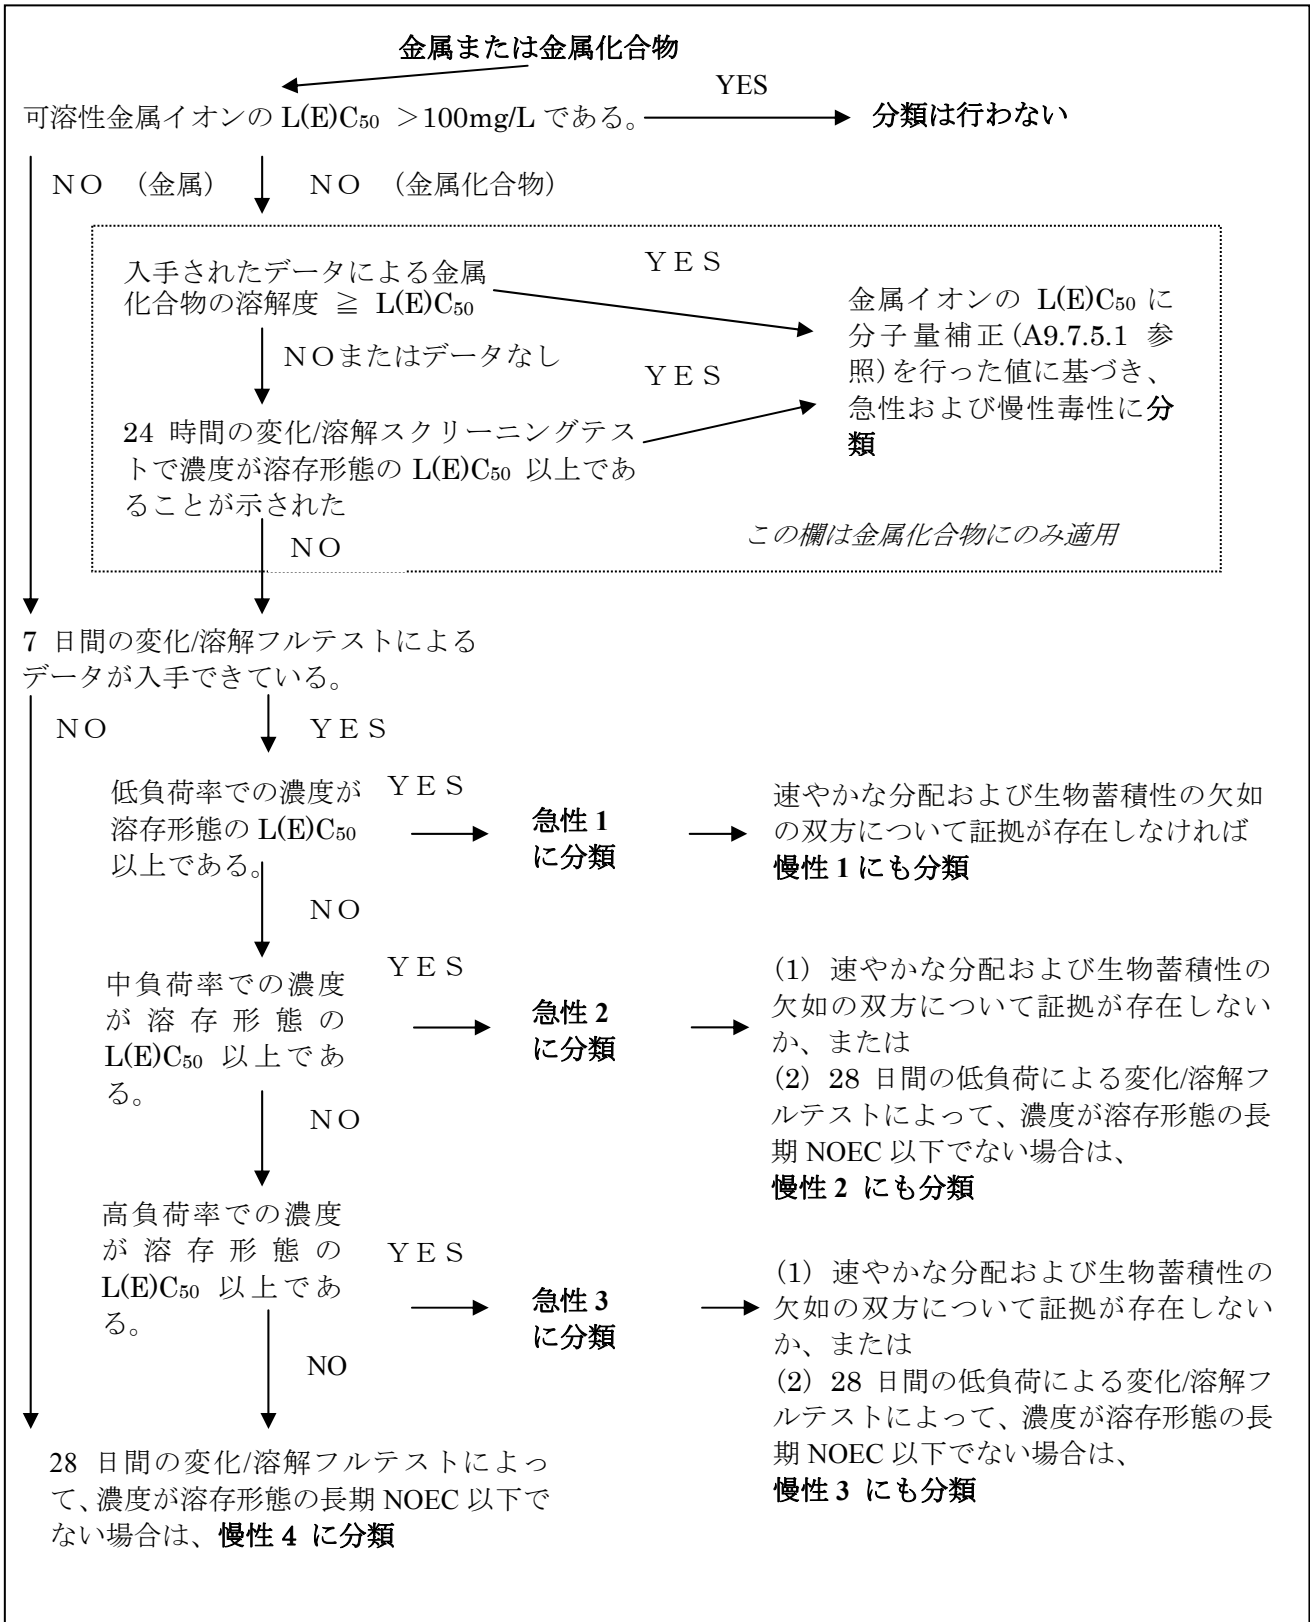 金属または金属化合物
YES
可溶性金属イオンの L(E)C₅₀ >100mg/L である。
分類は行わない
NO (金属)
NO (金属化合物)
入手されたデータによる金属
化合物の溶解度 ≧ L(E)C₅₀
YES
金属イオンの L(E)C₅₀ に
分子量補正(A9.7.5.1 参
照)を行った値に基づき、
急性および慢性毒性に分
類
NOまたはデータなし
YES
24 時間の変化/溶解スクリーニングテス
トで濃度が溶存形態の L(E)C₅₀ 以上であ
ることが示された
この欄は金属化合物にのみ適用
NO
7 日間の変化/溶解フルテストによる
データが入手できている。
NO
YES
低負荷率での濃度が
溶存形態の L(E)C₅₀
以上である。
YES
急性 1
に分類
速やかな分配および生物蓄積性の欠如
の双方について証拠が存在しなければ
慢性 1 にも分類
NO
中負荷率での濃度
が溶存形態の
L(E)C₅₀ 以上であ
る。
YES
急性 2
に分類
(1) 速やかな分配および生物蓄積性の
欠如の双方について証拠が存在しない
か、または
(2) 28 日間の低負荷による変化/溶解フ
ルテストによって、濃度が溶存形態の長
期 NOEC 以下でない場合は、
慢性 2 にも分類
NO
高負荷率での濃度
が溶存形態の
L(E)C₅₀ 以上であ
る。
YES
急性 3
に分類
(1) 速やかな分配および生物蓄積性の
欠如の双方について証拠が存在しない
か、または
(2) 28 日間の低負荷による変化/溶解フ
ルテストによって、濃度が溶存形態の長
期 NOEC 以下でない場合は、
慢性 3 にも分類
NO
28 日間の変化/溶解フルテストによっ
て、濃度が溶存形態の長期 NOEC 以下で
ない場合は、慢性 4 に分類